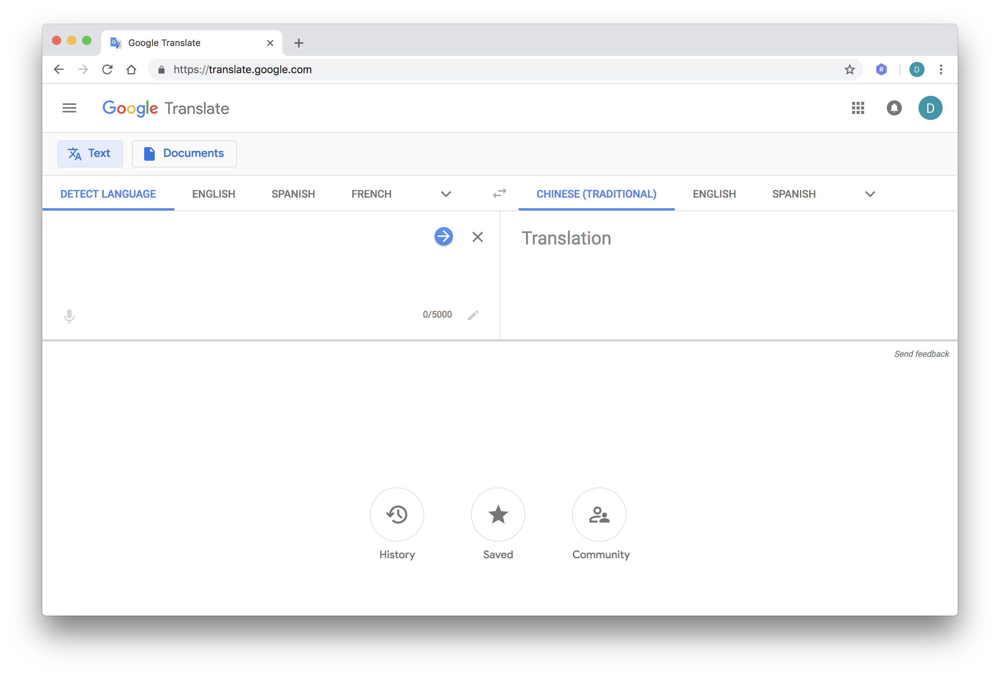 Google Translate
https://translate.google.com
R
D
Google Translate
D
Text
Documents
DETECT LANGUAGE ENGLISH SPANISH FRENCH
CHINESE (TRADITIONAL) ENGLISH SPANISH
Translation
0/5000
Send feedback
History
Saved
Community